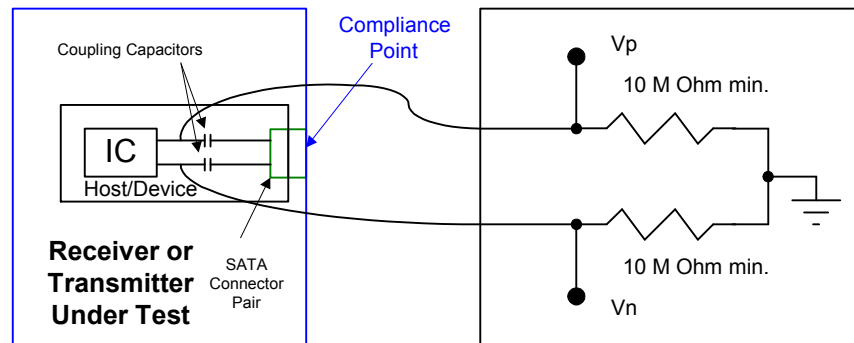 Coupling Capacitors
Compliance
Point
Vp
10 M Ohm min.
IC
Host/Device
Receiver or
Transmitter
Under Test
SATA
Connector
Pair
10 M Ohm min.
Vn